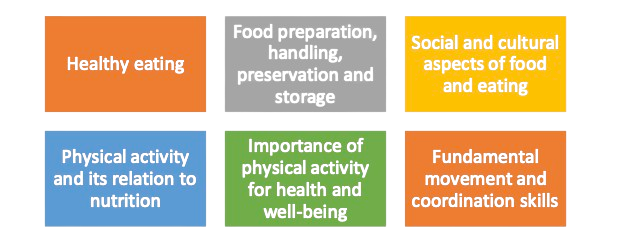 Healthy eating
Food preparation,
handling,
preservation and
storage
Social and cultural
aspects of food
and eating
Physical activity
and its relation to
nutrition
Importance of
physical activity
for health and
well-being
Fundamental
movement and
coordination skills